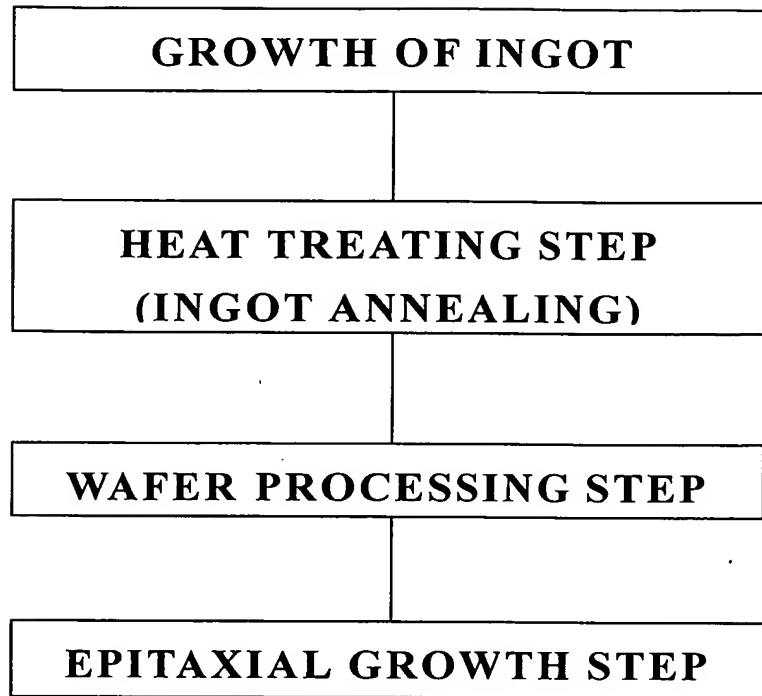 GROWTH OF INGOT
HEAT TREATING STEP
(INGOT ANNEALING)
WAFER PROCESSING STEP
EPITAXIAL GROWTH STEP